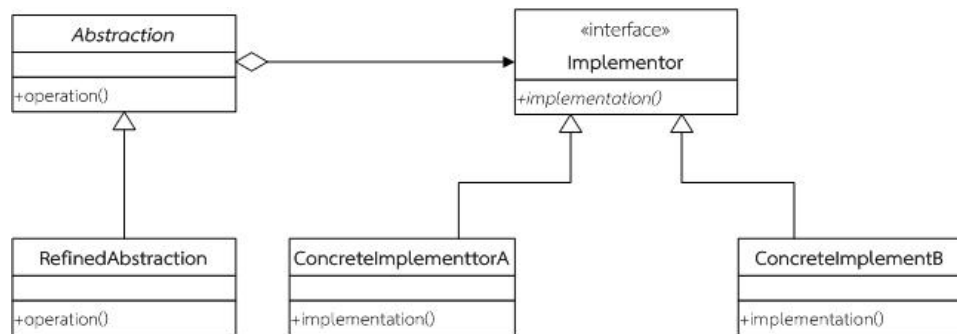 Abstraction
+operation()
«interface»
Implementor
+implementation()
RefinedAbstraction
+operation()
ConcreteImplementtorA
+implementation()
ConcreteImplementB
+implementation()